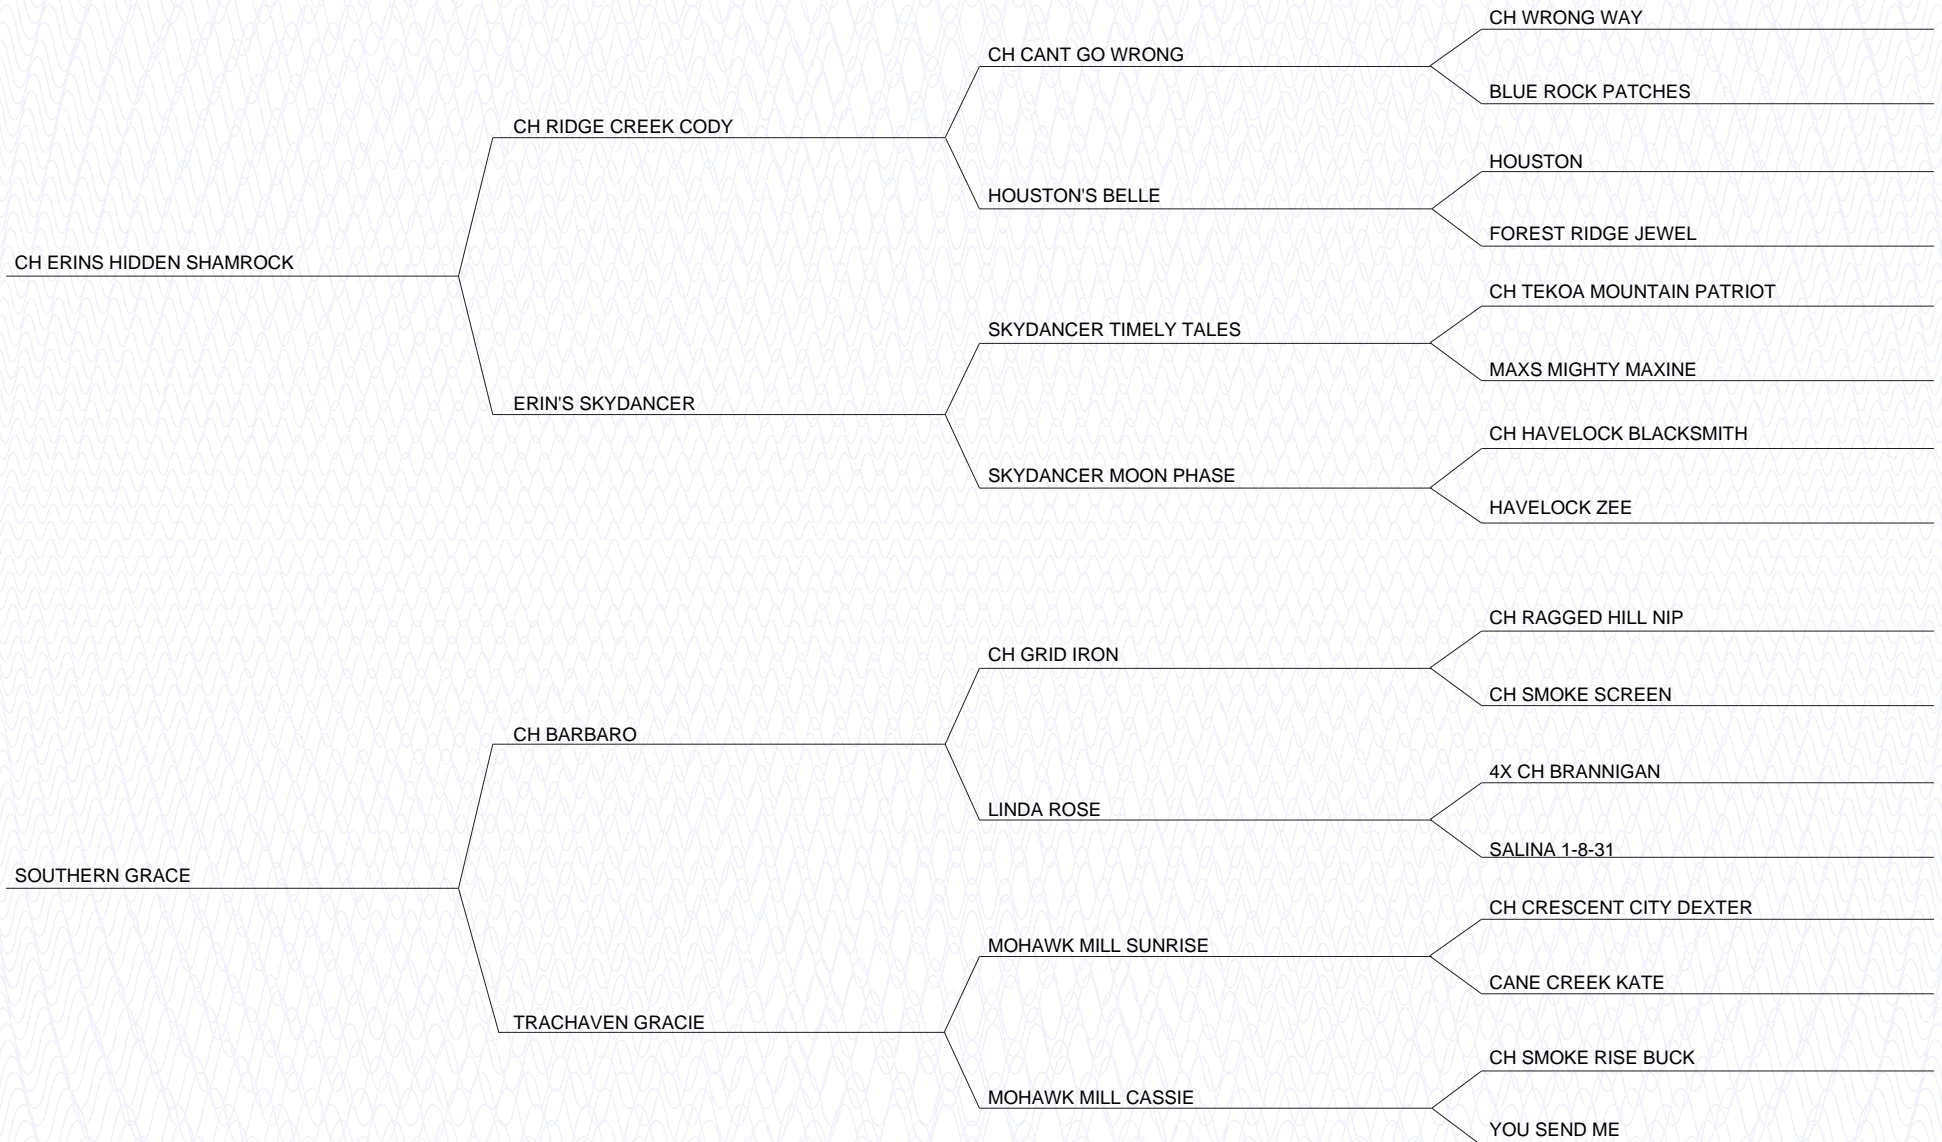 CH WRONG WAY
CH CANT GO WRONG
BLUE ROCK PATCHES
CH RIDGE CREEK CODY
HOUSTON
HOUSTON'S BELLE
FOREST RIDGE JEWEL
CH ERINS HIDDEN SHAMROCK
CH TEKOA MOUNTAIN PATRIOT
SKYDANCER TIMELY TALES
MAXS MIGHTY MAXINE
ERIN'S SKYDANCER
CH HAVELOCK BLACKSMITH
SKYDANCER MOON PHASE
HAVELOCK ZEE
CH RAGGED HILL NIP
CH GRID IRON
CH SMOKE SCREEN
CH BARBARO
4X CH BRANNIGAN
LINDA ROSE
SALINA 1-8-31
SOUTHERN GRACE
CH CRESCENT CITY DEXTER
MOHAWK MILL SUNRISE
CANE CREEK KATE
TRACHAVEN GRACIE
CH SMOKE RISE BUCK
MOHAWK MILL CASSIE
YOU SEND ME